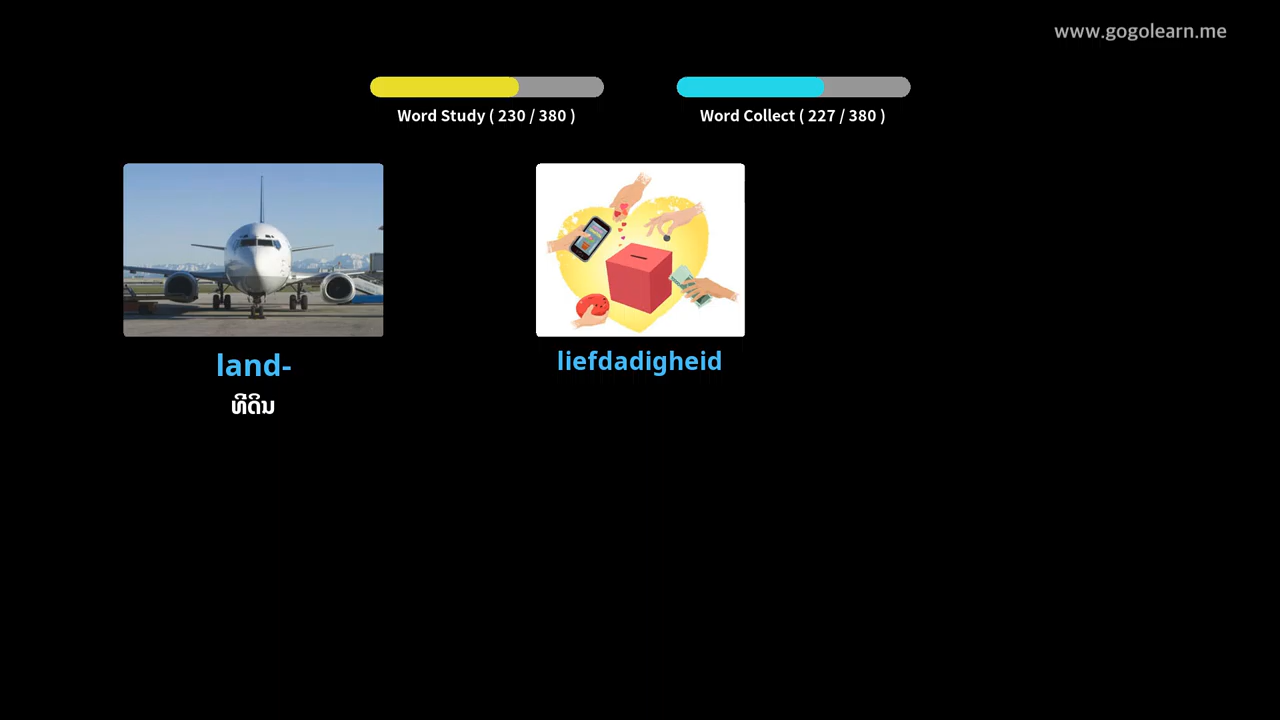 www.gogolearn.me
Word Study ( 230 / 380 )
Word Collect ( 227 / 380 )
land-
ທີ່ດິນ
liefdadigheid